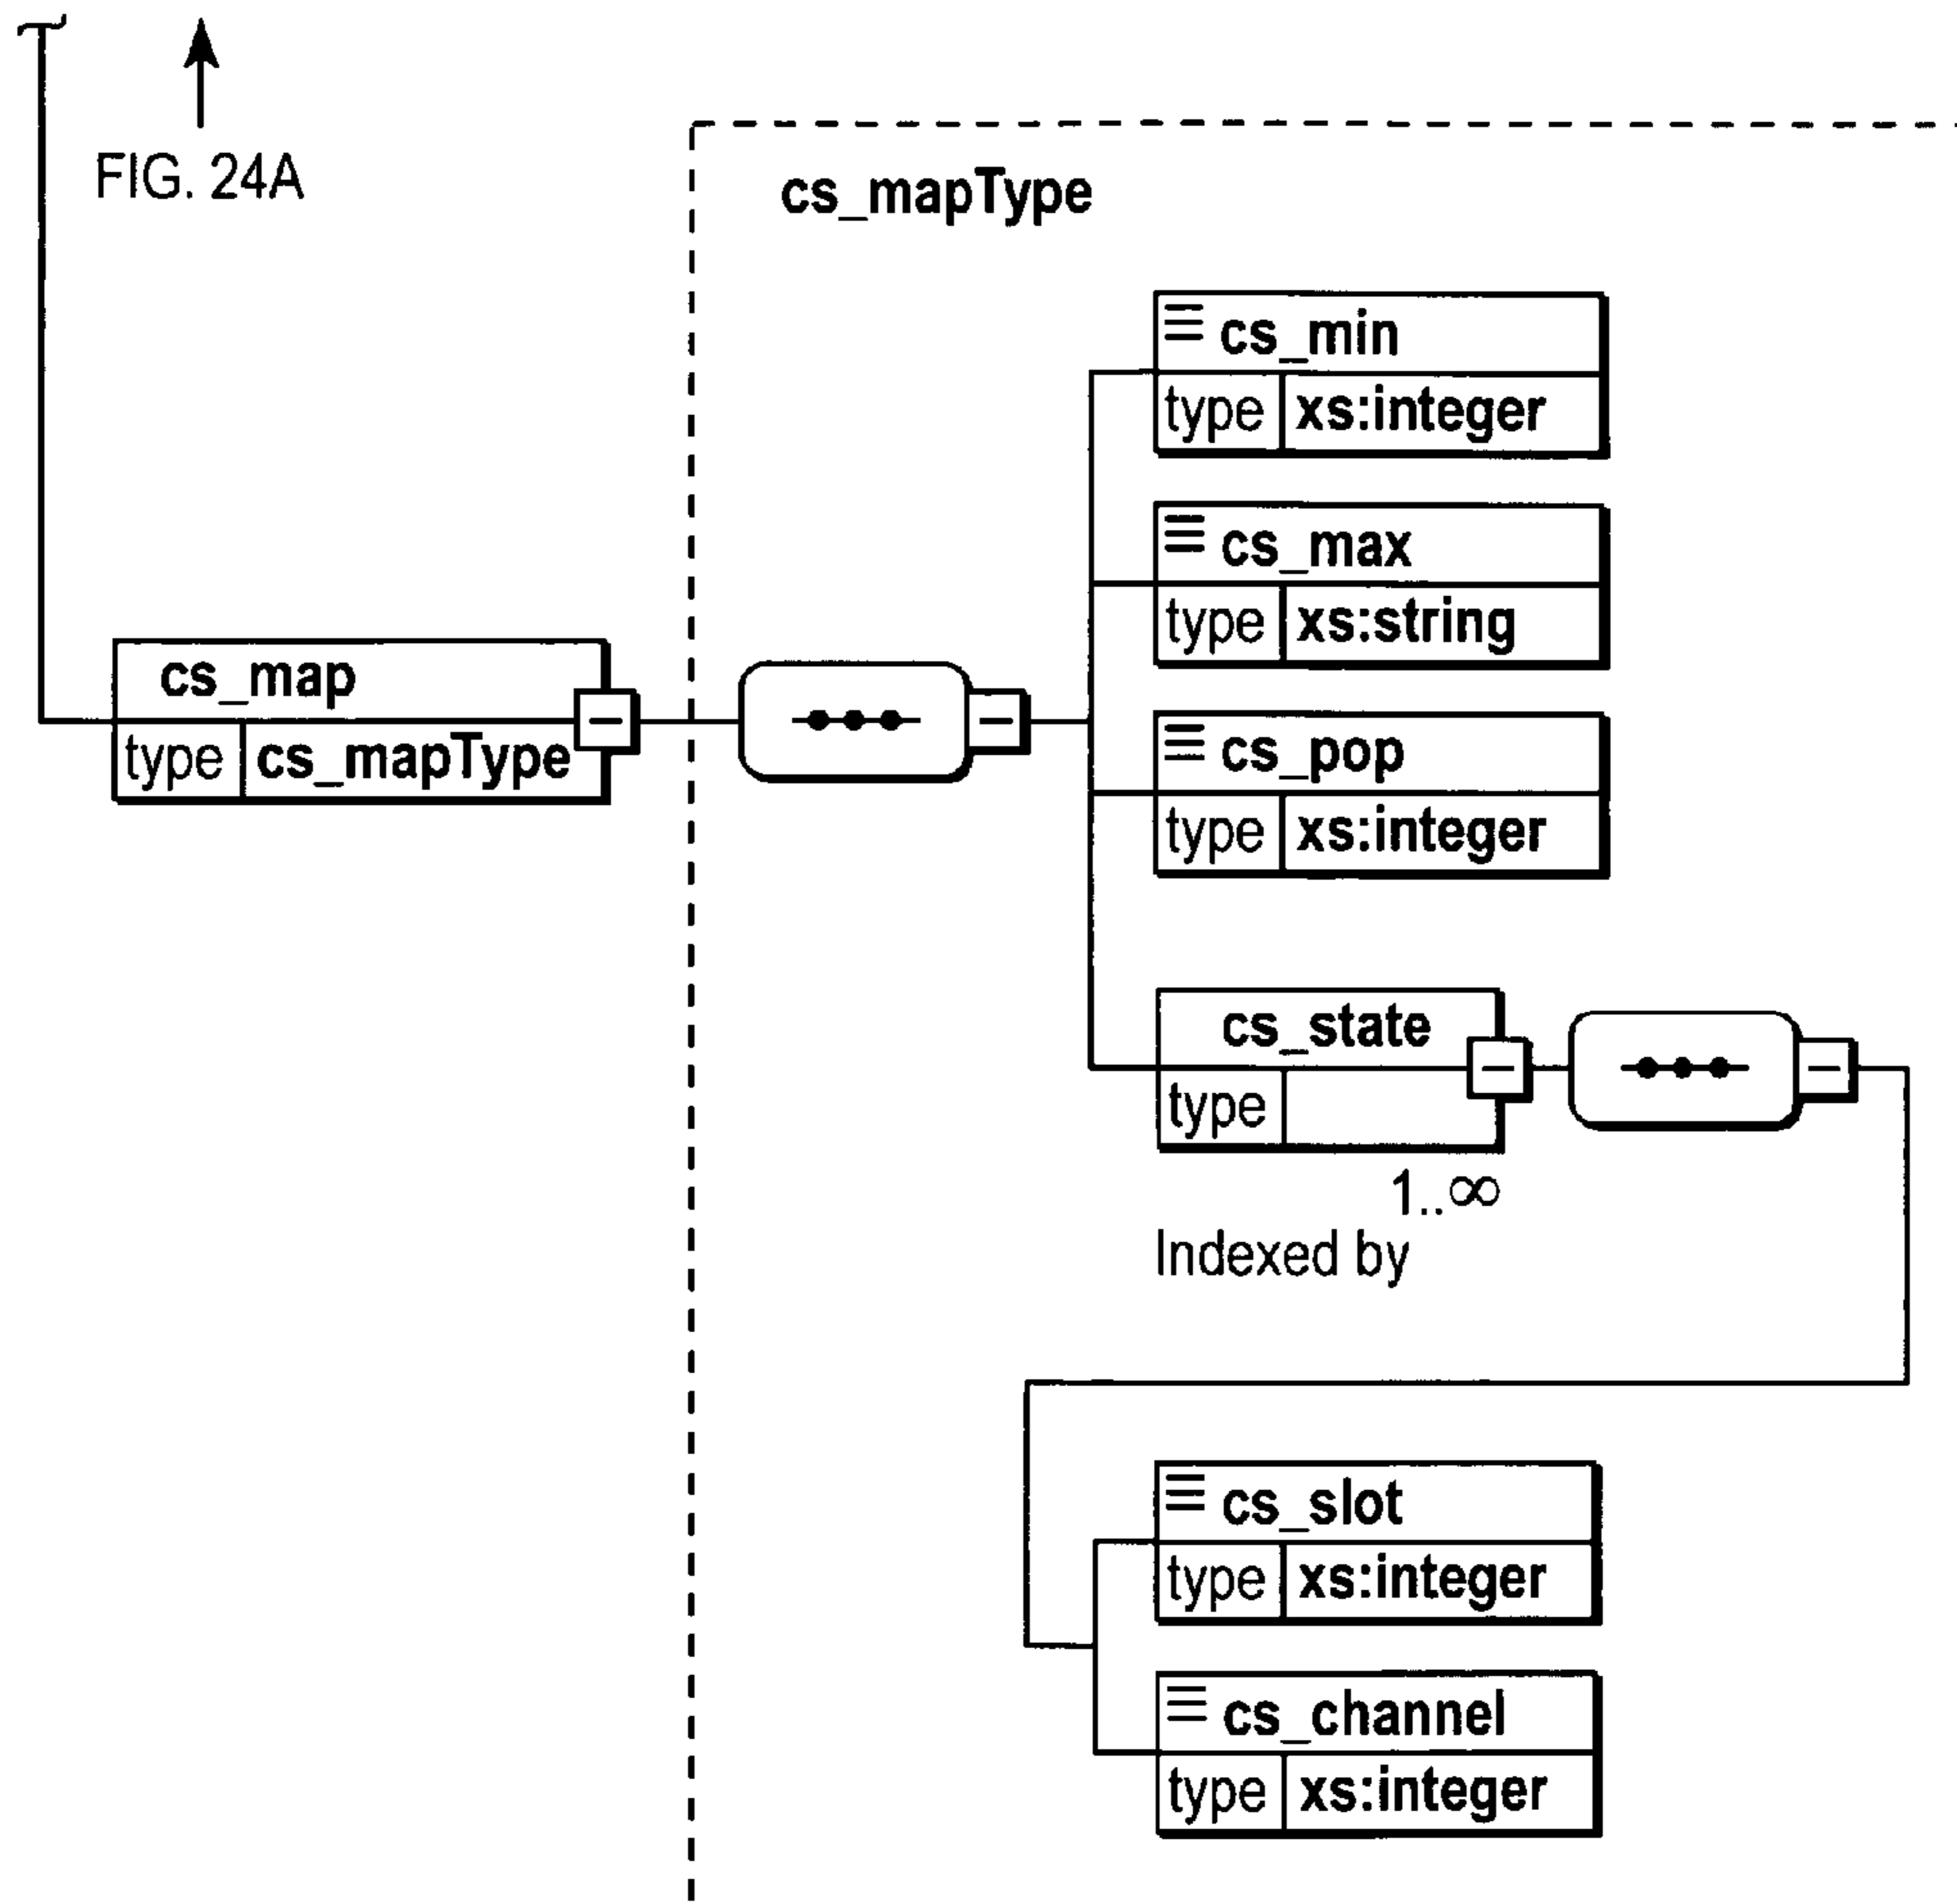 FIG. 24A
cs_mapType
cs_min
type xs:integer
cs_max
type xs:string
cs_map
type cs_mapType
cs_pop
type xs:integer
cs_state
type
1..∞
Indexed by
cs_slot
type xs:integer
cs_channel
type xs:integer